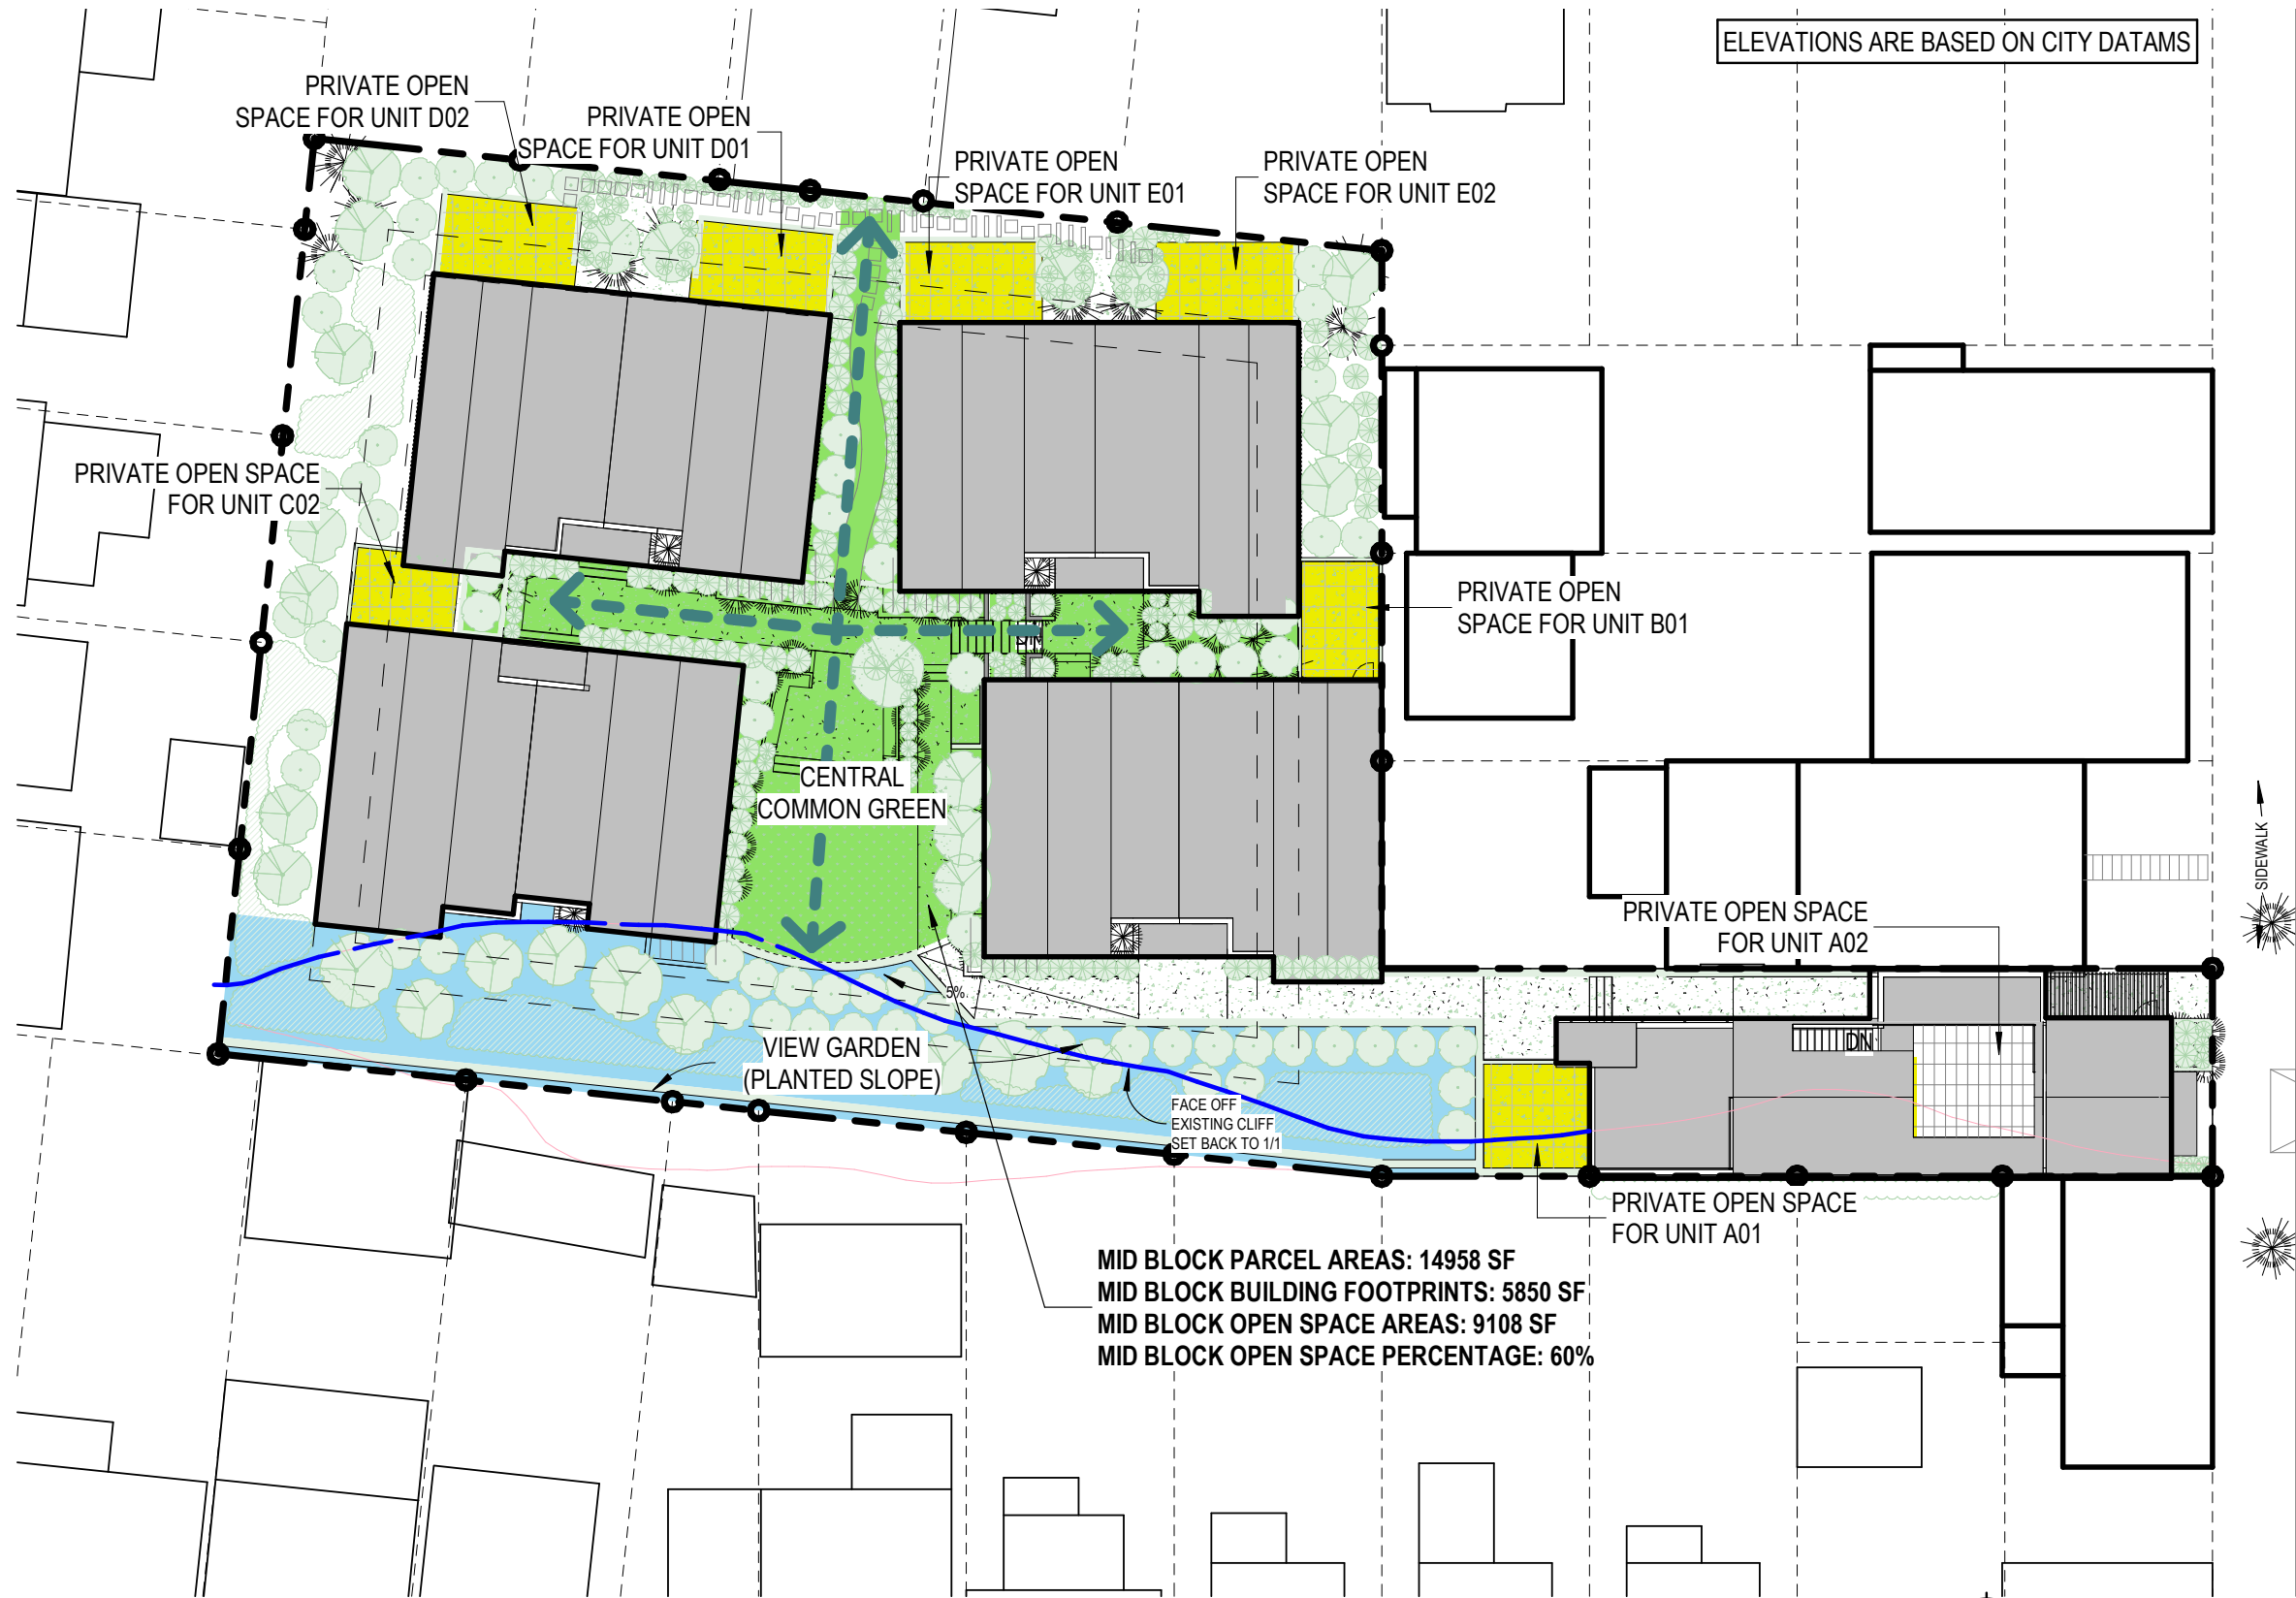 ELEVATIONS ARE BASED ON CITY DATAMS
PRIVATE OPEN
SPACE FOR UNIT D02
PRIVATE OPEN
SPACE FOR UNIT D01
PRIVATE OPEN
SPACE FOR UNIT E01
PRIVATE OPEN
SPACE FOR UNIT E02
PRIVATE OPEN SPACE
FOR UNIT C02
PRIVATE OPEN
SPACE FOR UNIT B01
CENTRAL
COMMON GREEN
SIDEWALK
PRIVATE OPEN SPACE
FOR UNIT A02
5%
DN
VIEW GARDEN
(PLANTED SLOPE)
FACE OFF
EXISTING CLIFF
SET BACK TO 1/1
PRIVATE OPEN SPACE
FOR UNIT A01
MID BLOCK PARCEL AREAS: 14958 SF
MID BLOCK BUILDING FOOTPRINTS: 5850 SF
MID BLOCK OPEN SPACE AREAS: 9108 SF
MID BLOCK OPEN SPACE PERCENTAGE: 60%